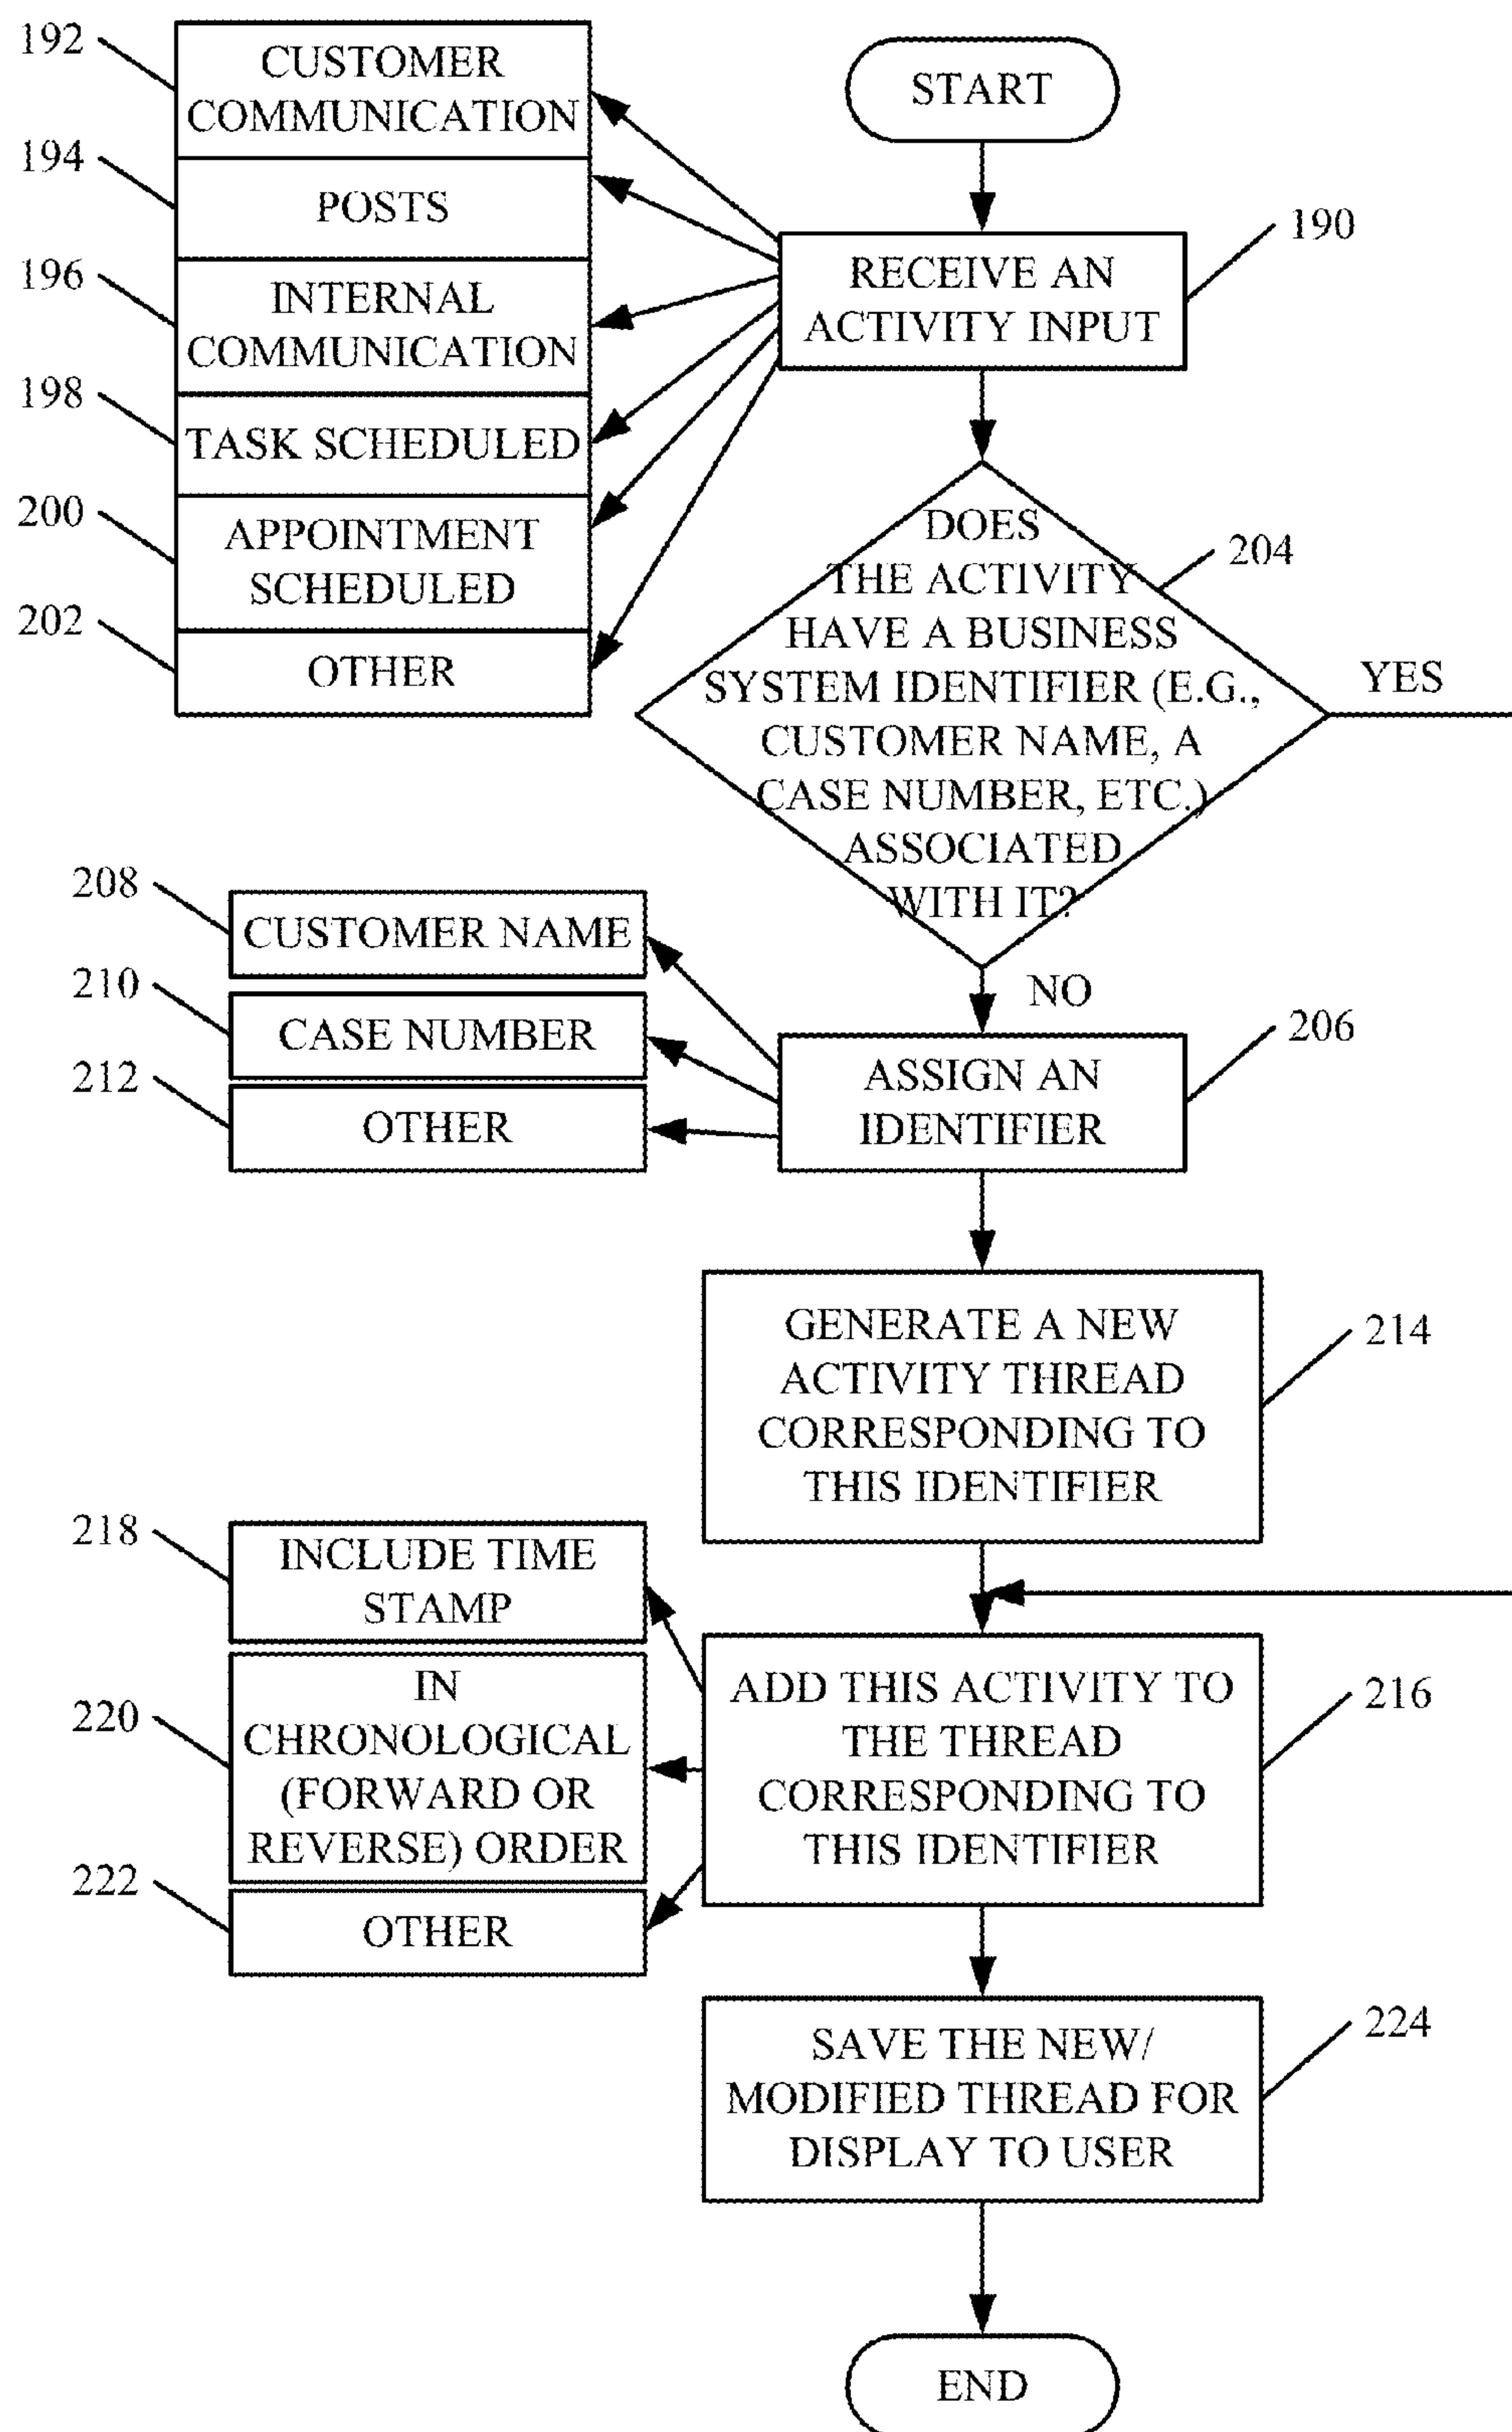 START
192
CUSTOMER
COMMUNICATION
194
POSTS
196
INTERNAL
COMMUNICATION
198
TASK SCHEDULED
200
APPOINTMENT
SCHEDULED
202
OTHER
RECEIVE AN
ACTIVITY INPUT
190
DOES
THE ACTIVITY
HAVE A BUSINESS
SYSTEM IDENTIFIER (E.G.,
CUSTOMER NAME, A
CASE NUMBER, ETC.)
ASSOCIATED
WITH IT?
204
YES
NO
208
CUSTOMER NAME
210
CASE NUMBER
212
OTHER
ASSIGN AN
IDENTIFIER
206
GENERATE A NEW
ACTIVITY THREAD
CORRESPONDING TO
THIS IDENTIFIER
214
218
INCLUDE TIME
STAMP
220
IN
CHRONOLOGICAL
(FORWARD OR
REVERSE) ORDER
222
OTHER
ADD THIS ACTIVITY TO
THE THREAD
CORRESPONDING TO
THIS IDENTIFIER
216
SAVE THE NEW/
MODIFIED THREAD FOR
DISPLAY TO USER
224
END